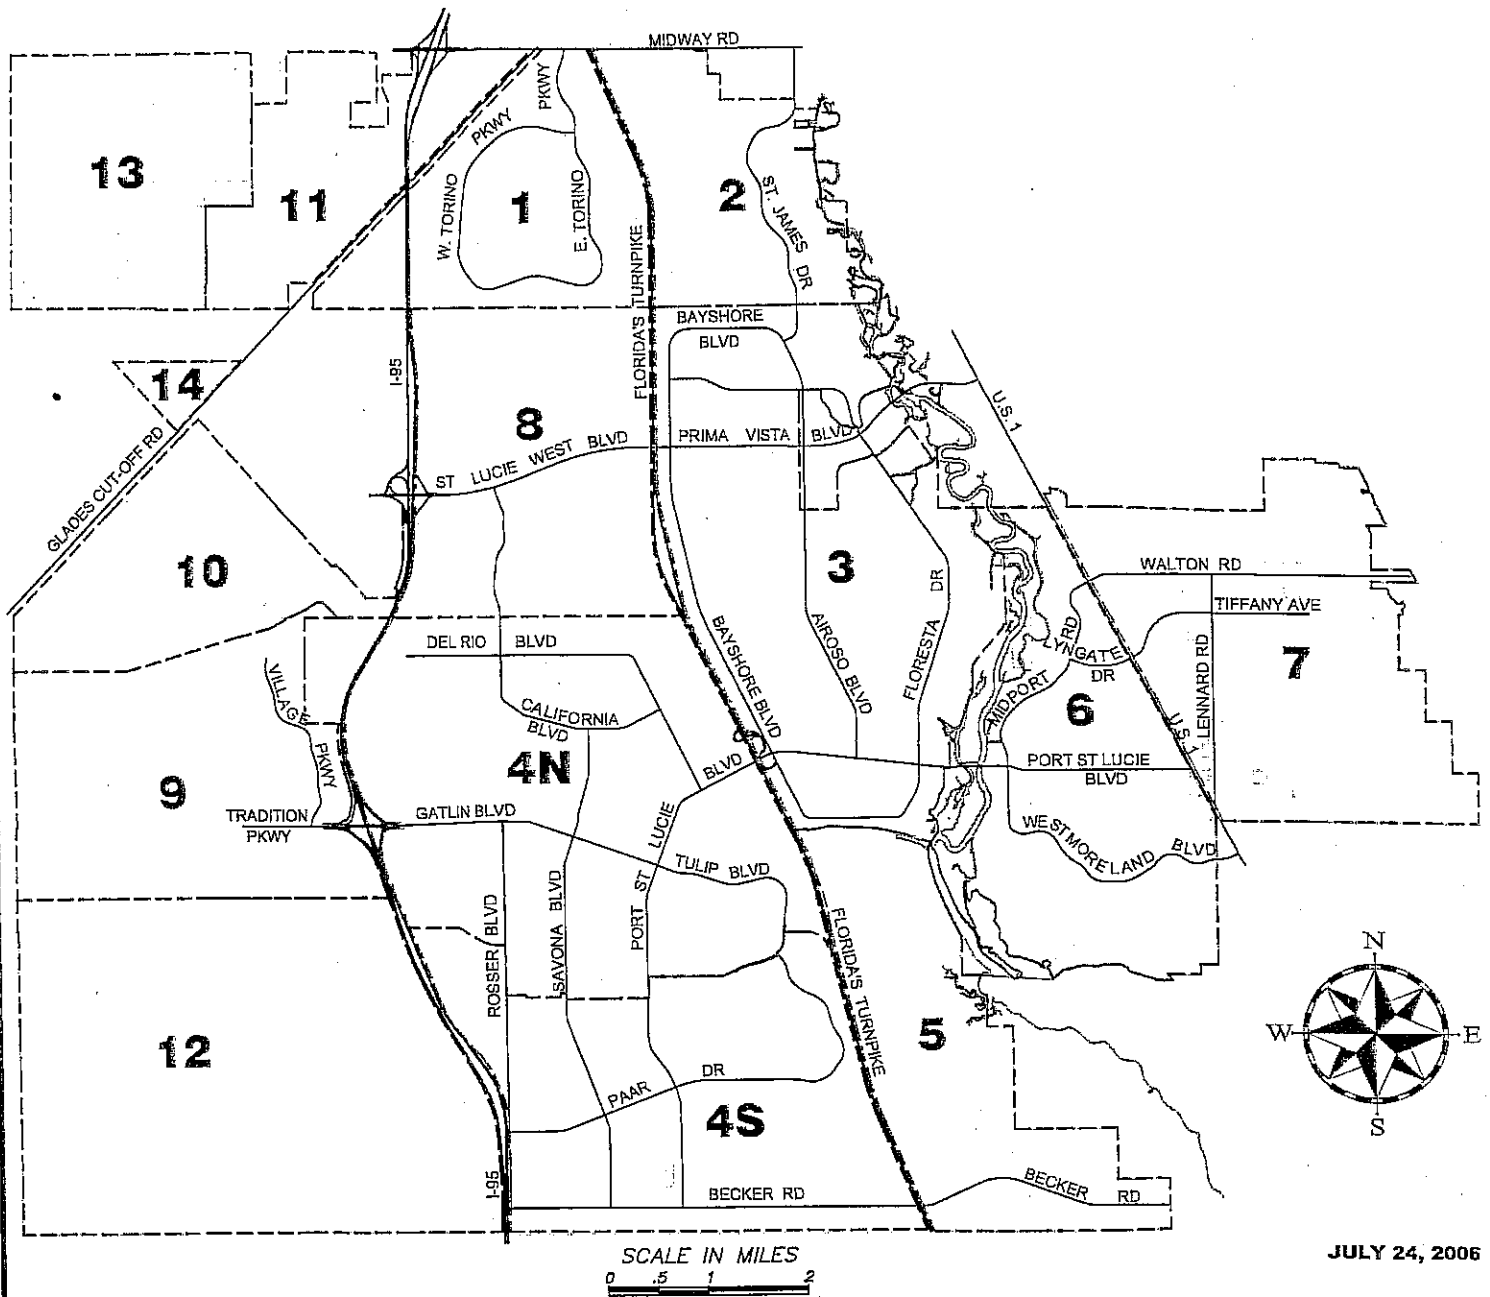 MIDWAY RD
PKWY
PKWY
13
11
1
2
W. TORINO
E. TORINO
ST. JAMES DR
FLORIDA'S TURNPIKE
BAYSHORE
BLVD
I-95
14
U.S.1
8
ST LUCIE WEST BLVD
PRIMA VISTA BLVD
GLADES CUT-OFF RD
10
3
WALTON RD
TIFFANY AVE
DEL RIO BLVD
BAYSHORE BLVD
AIROSO BLVD
FLORESTA DR
LYNGATE
DR
MIDPORT RD
LENNARD RD
7
VILLAGE PKWY
CALIFORNIA
BLVD
6
U.S.1
4N
BLVD
PORT ST LUCIE
BLVD
9
TRADITION
PKWY
GATLIN BLVD
PORT ST LUCIE
TULIP BLVD
WESTMORELAND BLVD
ROSSER BLVD
SAVONA BLVD
FLORIDA'S TURNPIKE
N
W
E
S
12
5
PAAR DR
4S
I-95
BECKER RD
BECKER RD
SCALE IN MILES
0 .5 1 2
JULY 24, 2006